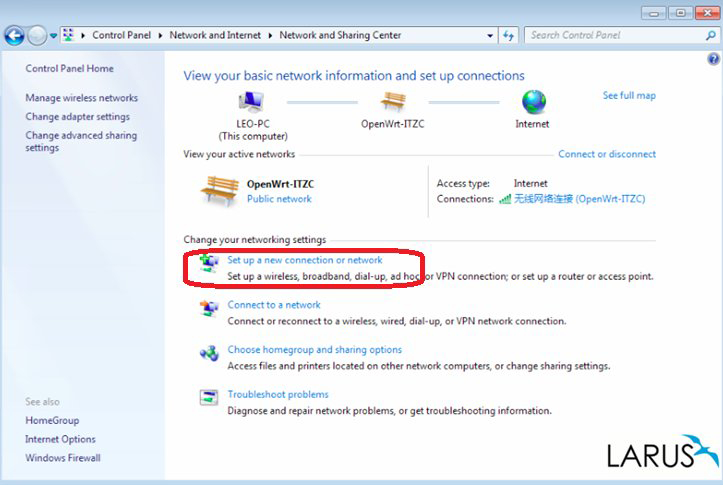 Control Panel Network and Internet Network and Sharing Center Search Control Panel
Control Panel Home
Manage wireless networks
Change adapter settings
Change advanced sharing
settings
View your basic network information and set up connections
See full map
LEO-PC
(This computer)
OpenWrt-ITZC
Internet
View your active networks
Connect or disconnect
OpenWrt-ITZC
Public network
Access type: Internet
Connections: 无线网络连接 (OpenWrt-ITZC)
Change your networking settings
Set up a new connection or network
Set up a wireless, broadband, dial-up, ad hoc, or VPN connection; or set up a router or access point.
Connect to a network
Connect or reconnect to a wireless, wired, dial-up, or VPN network connection.
Choose homegroup and sharing options
Access files and printers located on other network computers, or change sharing settings.
Troubleshoot problems
Diagnose and repair network problems, or get troubleshooting information.
See also
HomeGroup
Internet Options
Windows Firewall
LARUS